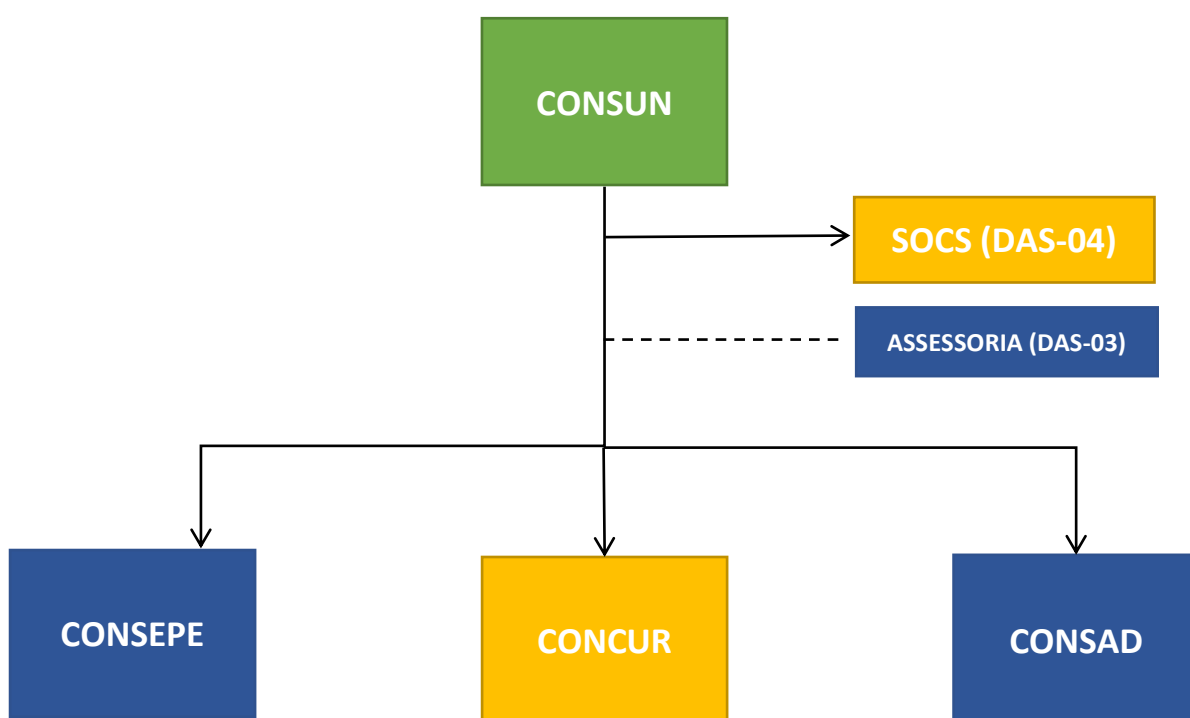 CONSUN
SOCS (DAS-04)
ASSESSORIA (DAS-03)
CONSEPE
CONCUR
CONSAD